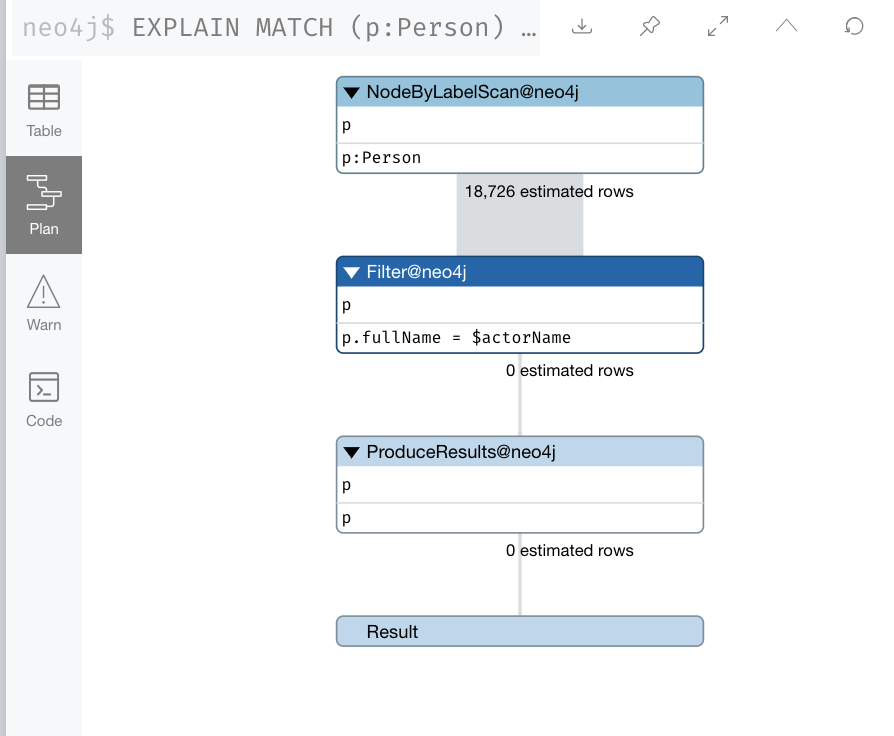 neo4j$ EXPLAIN MATCH (p:Person) …
Table
Plan
Warn
Code
NodeByLabelScan@neo4j
p
p:Person
18,726 estimated rows
Filter@neo4j
p
p.fullName = $actorName
0 estimated rows
ProduceResults@neo4j
p
p
0 estimated rows
Result